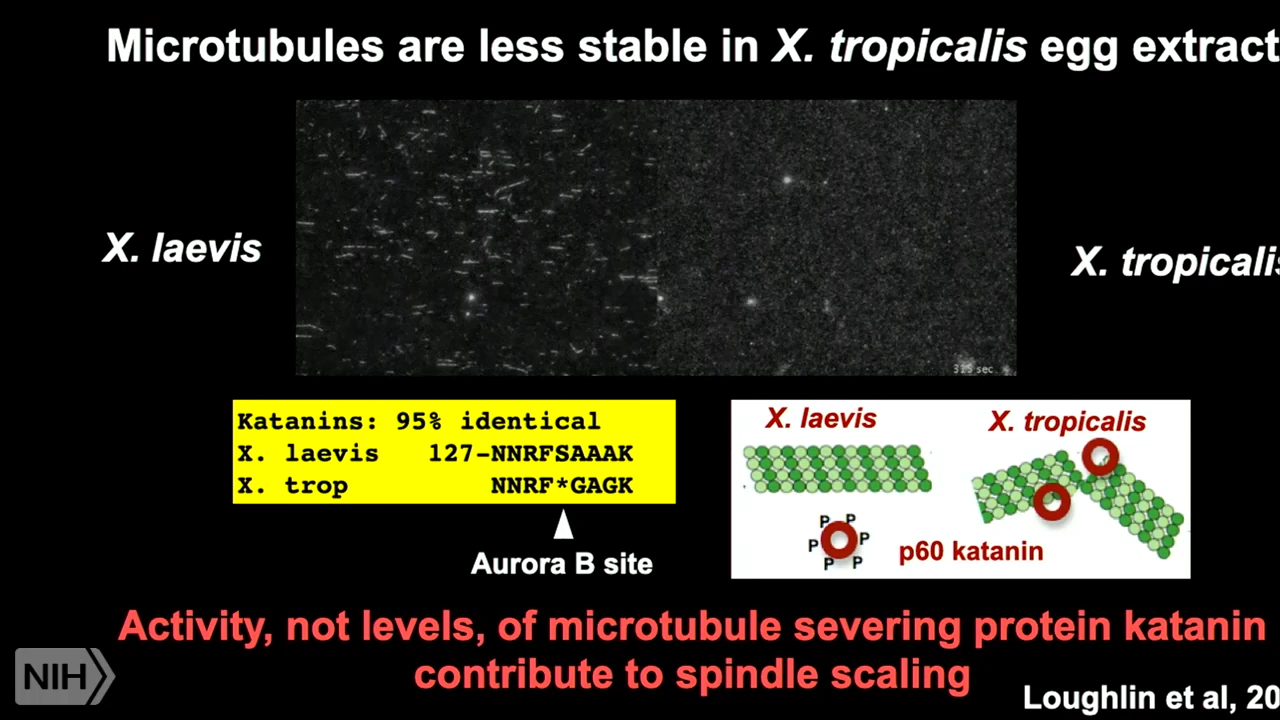 Microtubules are less stable in X. tropicalis egg extract
X. laevis
X. tropicalis
315 sec
Katanins: 95% identical
X. laevis 127-NNRFSAAAK
X. trop NNRF*GAGK
Aurora B site
X. laevis
X. tropicalis
P P
P P
P P
p60 katanin
Activity, not levels, of microtubule severing protein katanin
contribute to spindle scaling
NIH
Loughlin et al, 20